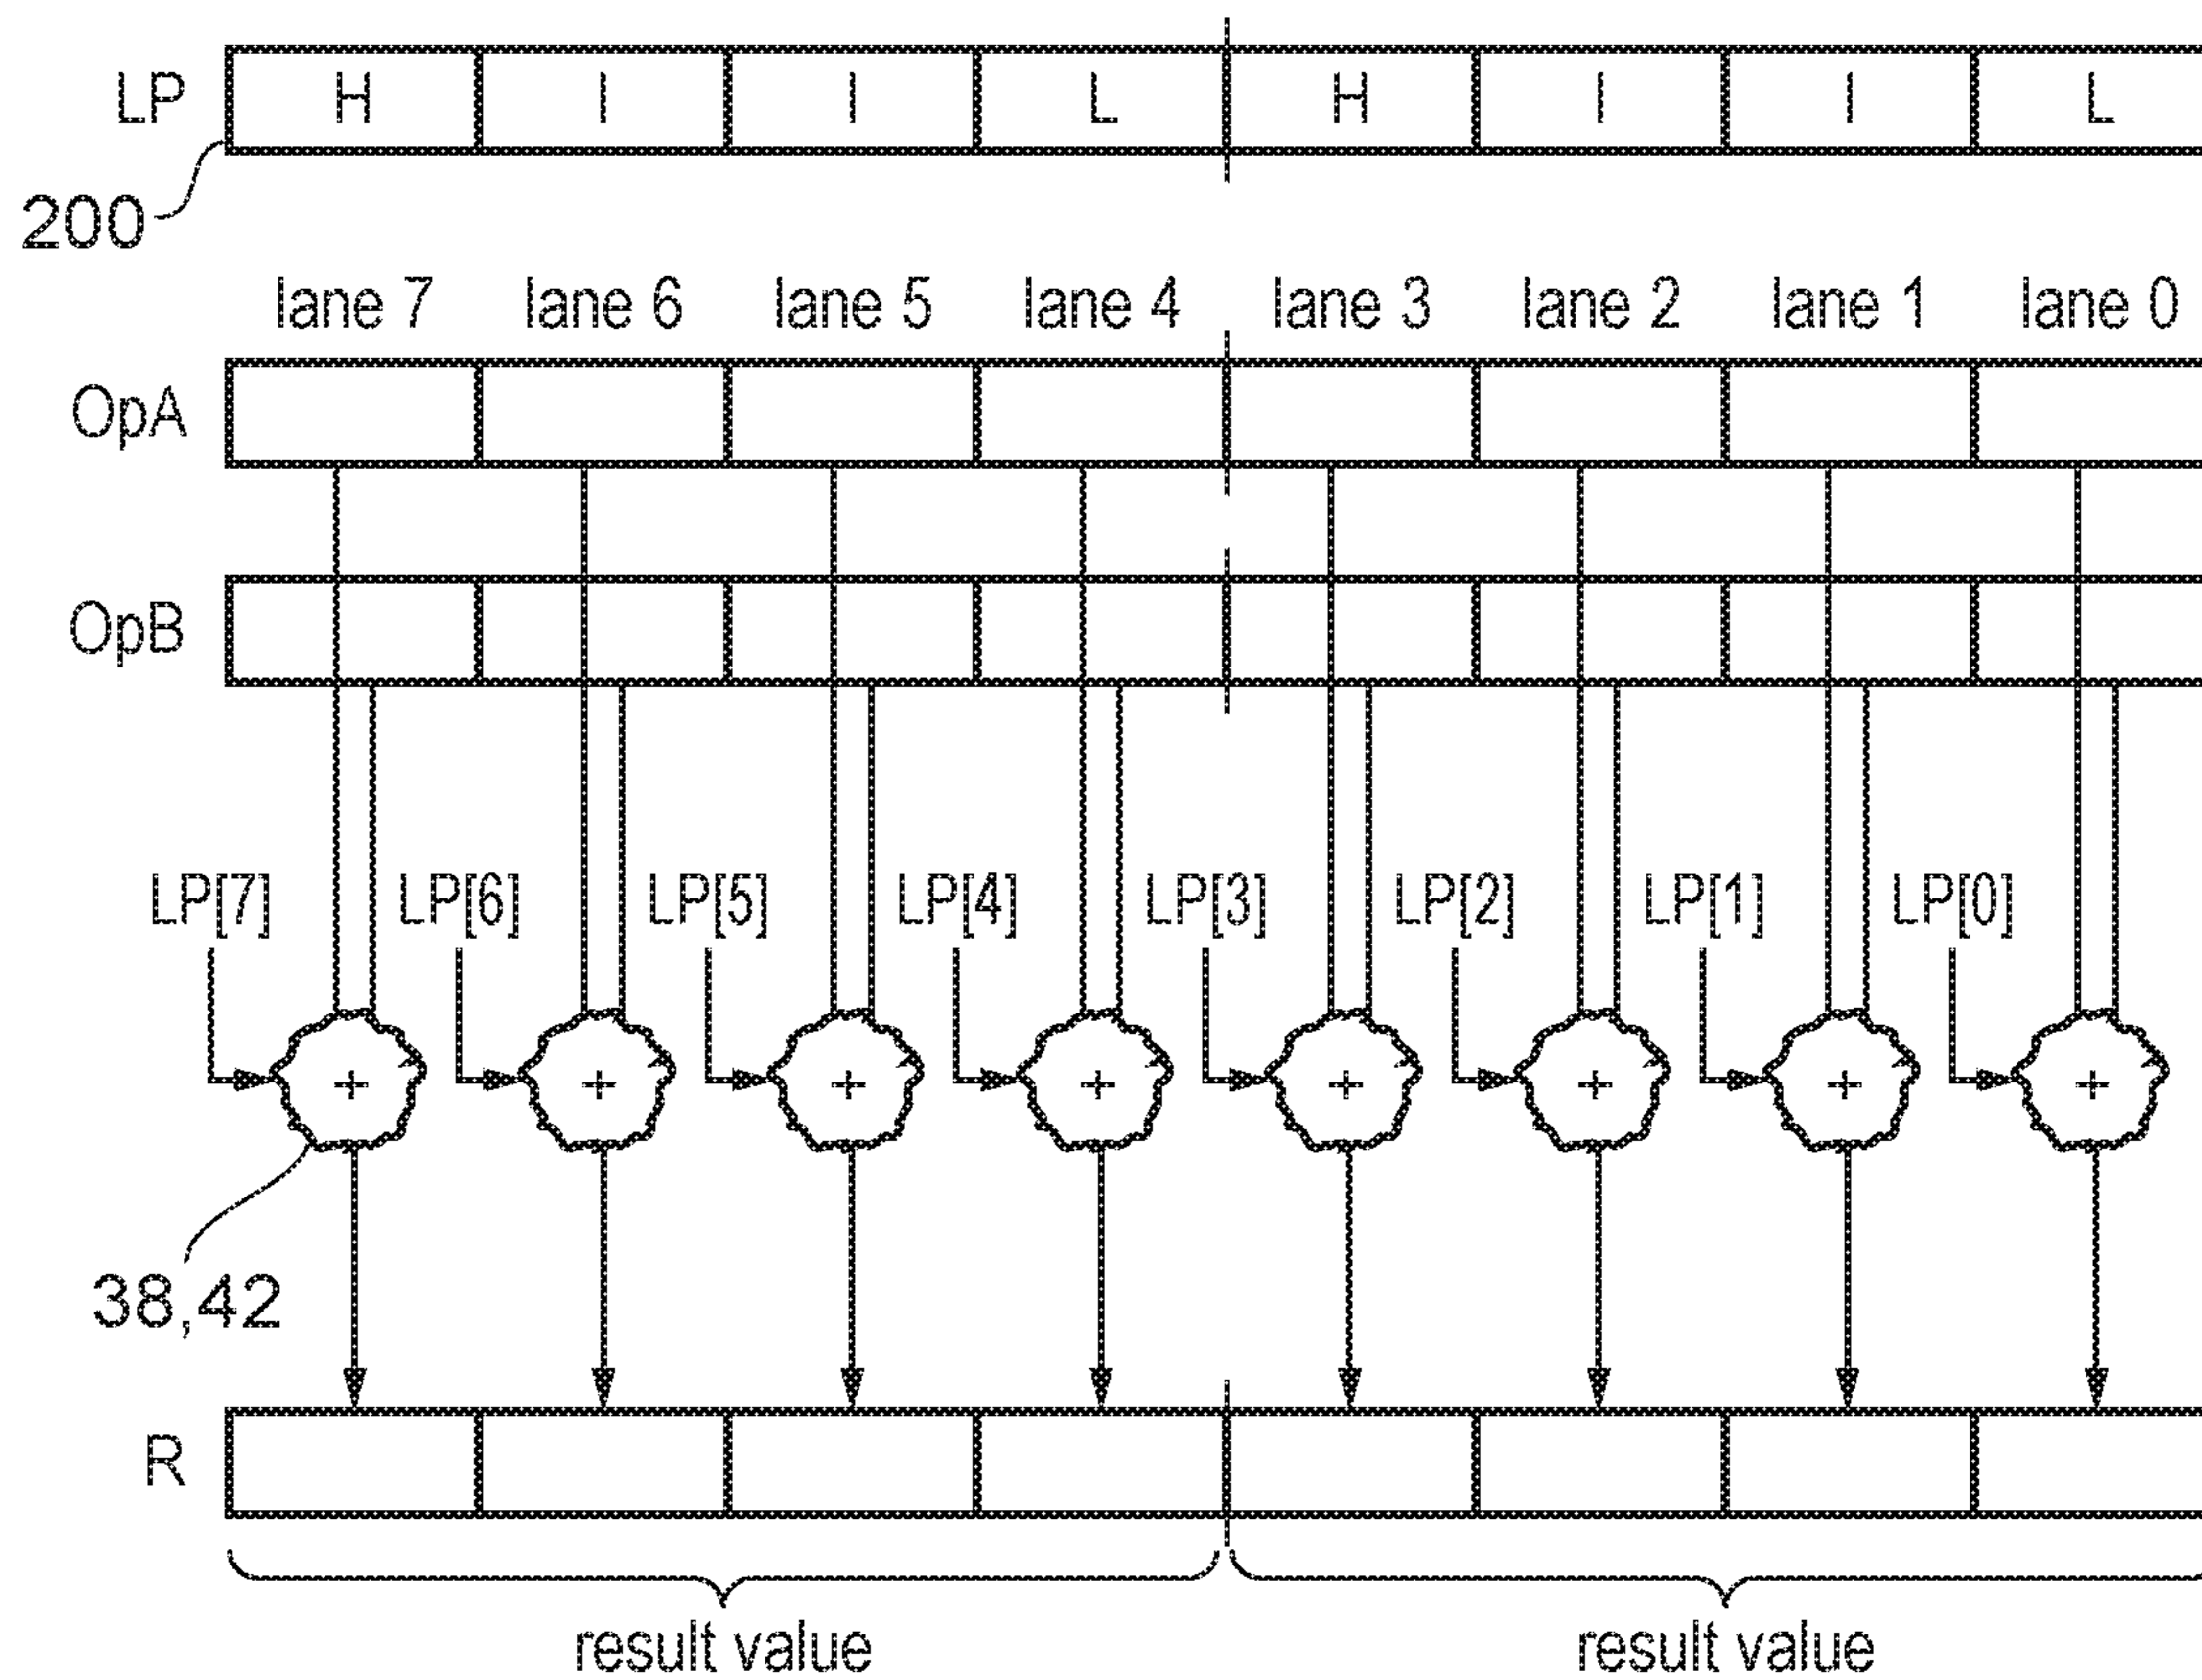 LP H I I L H I I L
200
lane 7 lane 6 lane 5 lane 4 lane 3 lane 2 lane 1 lane 0
OpA
OpB
LP[7] LP[6] LP[5] LP[4] LP[3] LP[2] LP[1] LP[0]
+ + + + + + + +
38,42
R
result value result value